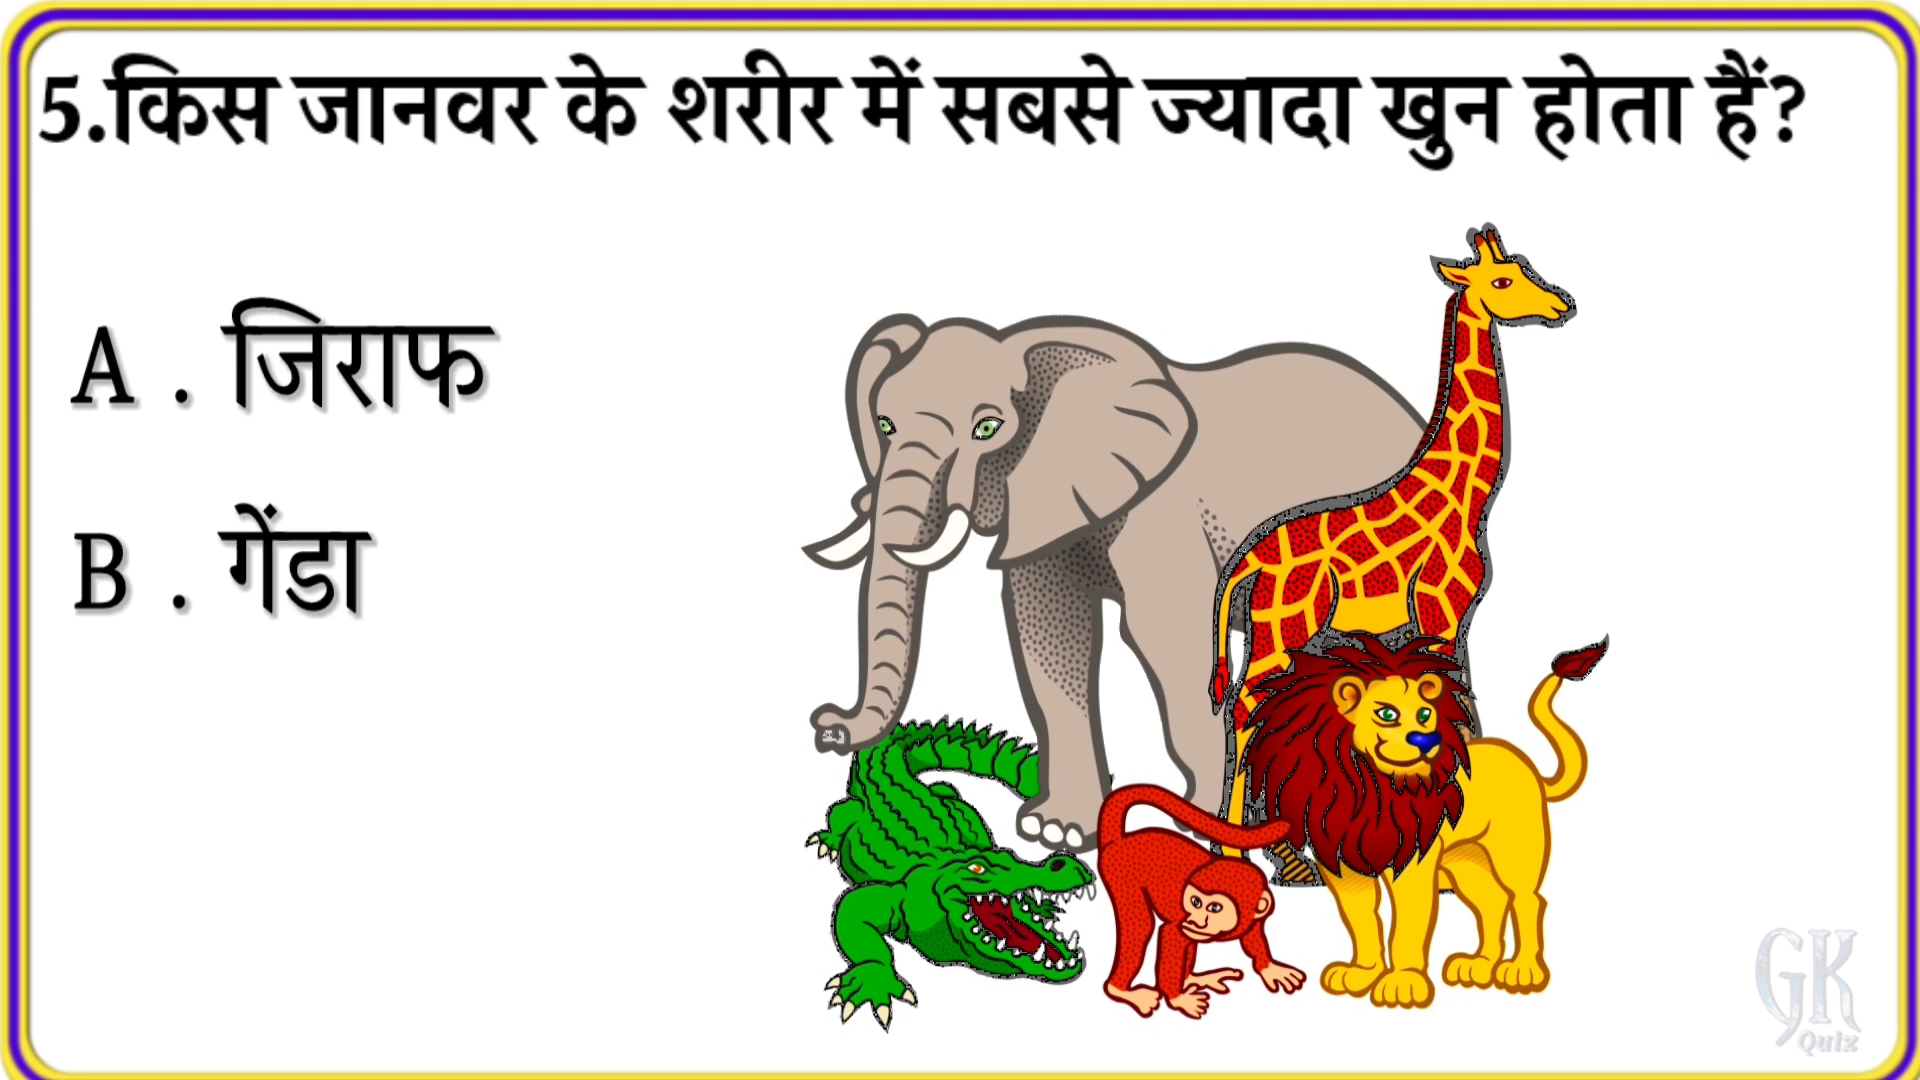 5.किस जानवर के शरीर में सबसे ज्यादा खुन होता हैं?
A . जिराफ
B . गेंडा
GK
Quiz